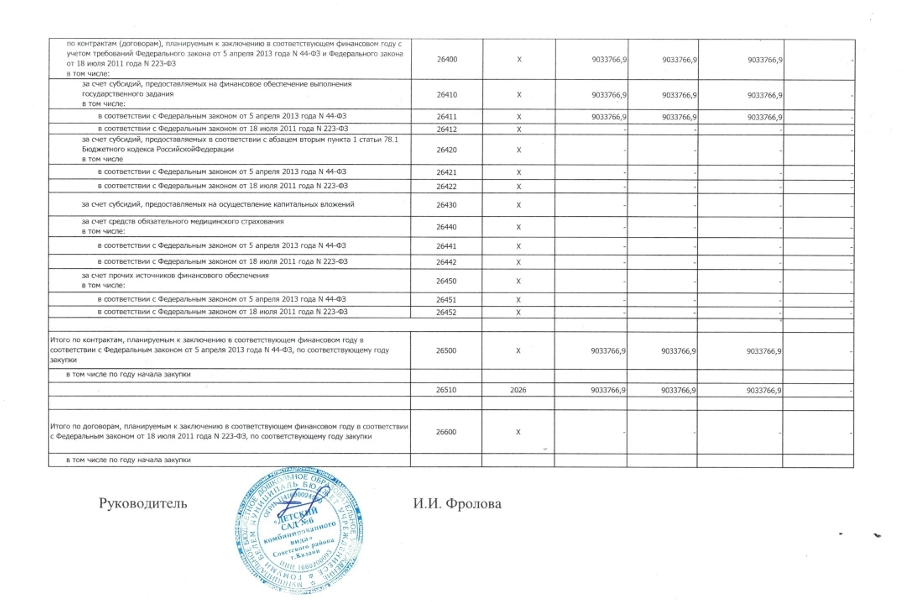 по контрактам (договорам), планируемым к заключению в соответствующем финансовом году с
учетом требований Федерального закона от 5 апреля 2013 года N 44-ФЗ и Федерального закона
от 18 июля 2011 года N 223-ФЗ
в том числе:
26400 X 9033766,9 9033766,9 9033766,9 -
за счет субсидий, предоставляемых на финансовое обеспечение выполнения
государственного задания
в том числе:
26410 X 9033766,9 9033766,9 9033766,9 -
в соответствии с Федеральным законом от 5 апреля 2013 года N 44-ФЗ 26411 X 9033766,9 9033766,9 9033766,9 -
в соответствии с Федеральным законом от 18 июля 2011 года N 223-ФЗ 26412 X - - - -
за счет субсидий, предоставляемых в соответствии с абзацем вторым пункта 1 статьи 78.1
Бюджетного кодекса РоссийскойФедерации
в том числе
26420 X - - - -
в соответствии с Федеральным законом от 5 апреля 2013 года N 44-ФЗ 26421 X - - - -
в соответствии с Федеральным законом от 18 июля 2011 года N 223-ФЗ 26422 X - - - -
за счет субсидий, предоставляемых на осуществление капитальных вложений 26430 X - - - -
за счет средств обязательного медицинского страхования
в том числе:
26440 X - - - -
в соответствии с Федеральным законом от 5 апреля 2013 года N 44-ФЗ 26441 X - - - -
в соответствии с Федеральным законом от 18 июля 2011 года N 223-ФЗ 26442 X - - - -
за счет прочих источников финансового обеспечения
в том числе:
26450 X - - - -
в соответствии с Федеральным законом от 5 апреля 2013 года N 44-ФЗ 26451 X - - - -
в соответствии с Федеральным законом от 18 июля 2011 года N 223-ФЗ 26452 X - - - -
Итого по контрактам, планируемым к заключению в соответствующем финансовом году в
соответствии с Федеральным законом от 5 апреля 2013 года N 44-ФЗ, по соответствующему году
закупки
26500 X 9033766,9 9033766,9 9033766,9 -
в том числе по году начала закупки
26510 2026 9033766,9 9033766,9 9033766,9 -
Итого по договорам, планируемым к заключению в соответствующем финансовом году в соответствии
с Федеральным законом от 18 июля 2011 года N 223-ФЗ, по соответствующему году закупки
26600 X - - - -
в том числе по году начала закупки
Руководитель
И.И. Фролова
«ДЕТСКИЙ
САД №6
комбинированного
вида»
Советского района
г.Казани